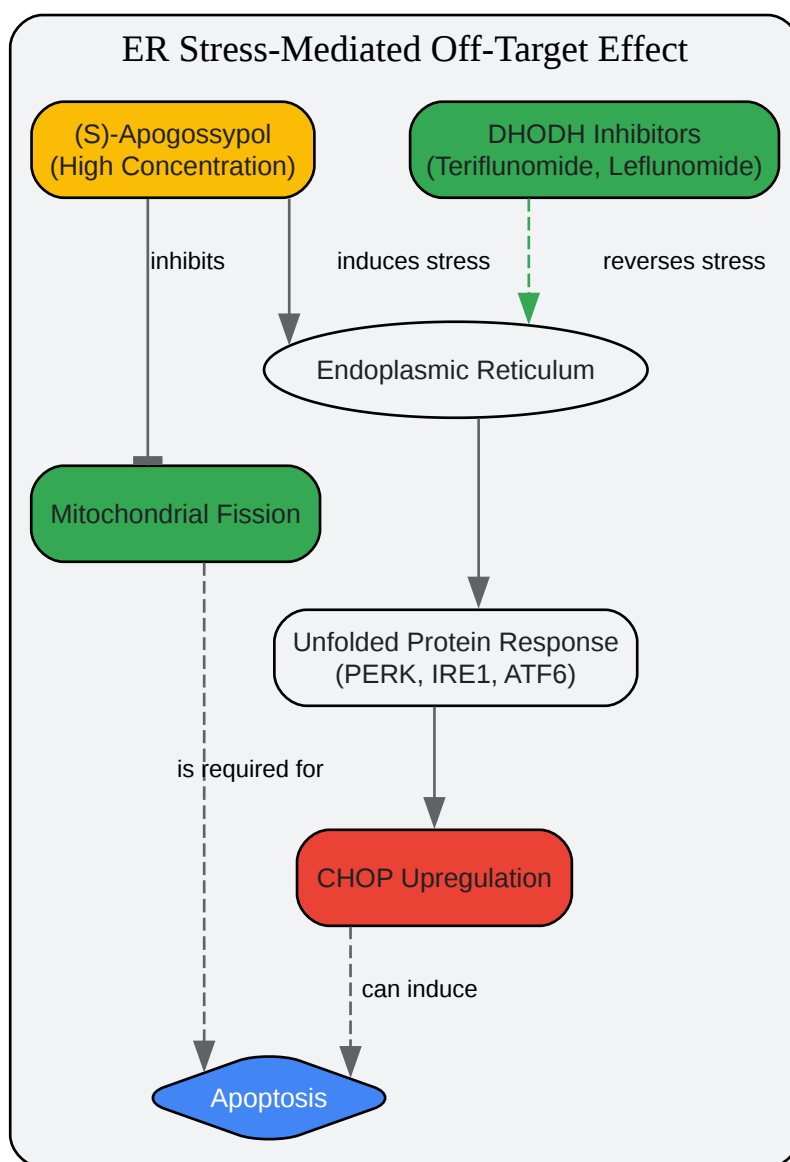 ER Stress-Mediated Off-Target Effect
(S)-Apogossypol
(High Concentration)
DHODH Inhibitors
(Teriflunomide, Leflunomide)
inhibits
induces stress
reverses stress
Endoplasmic Reticulum
Mitochondrial Fission
Unfolded Protein Response
(PERK, IRE1, ATF6)
is required for
CHOP Upregulation
can induce
Apoptosis